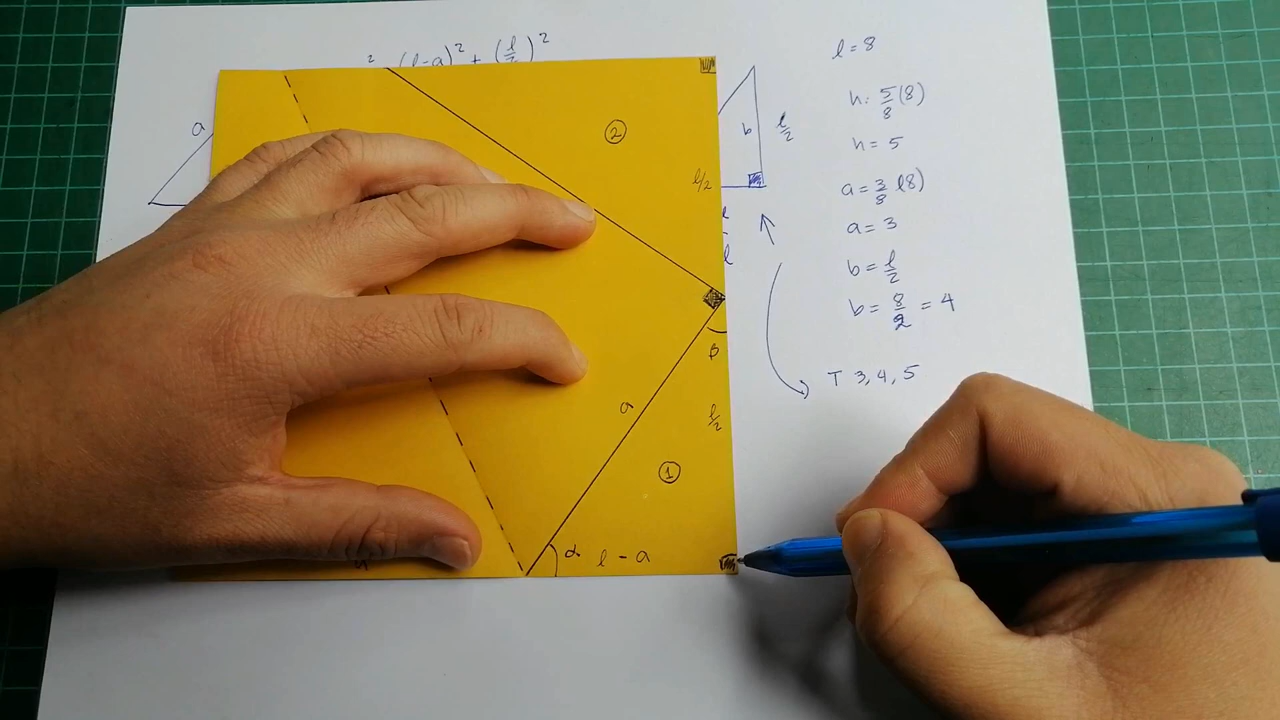 ² (l-a)² + (l/2)²
a
b
l/2
l
l = 8
h: 5/8 (8)
h = 5
a = 3/8 (8)
a = 3
b = l/2
b = 8/2 = 4
T 3,4,5
2
l/2
β
a
l/2
1
α l - a